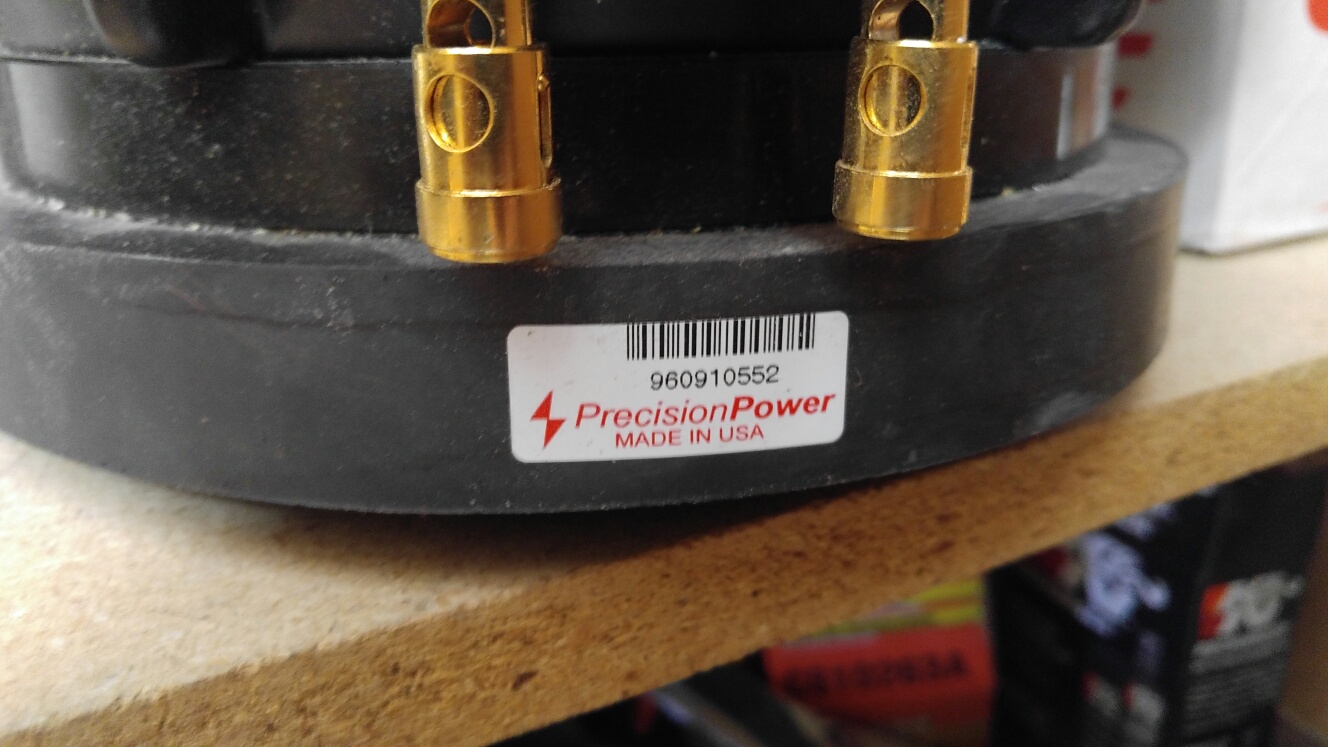 960910552
PrecisionPower
MADE IN USA
K&N